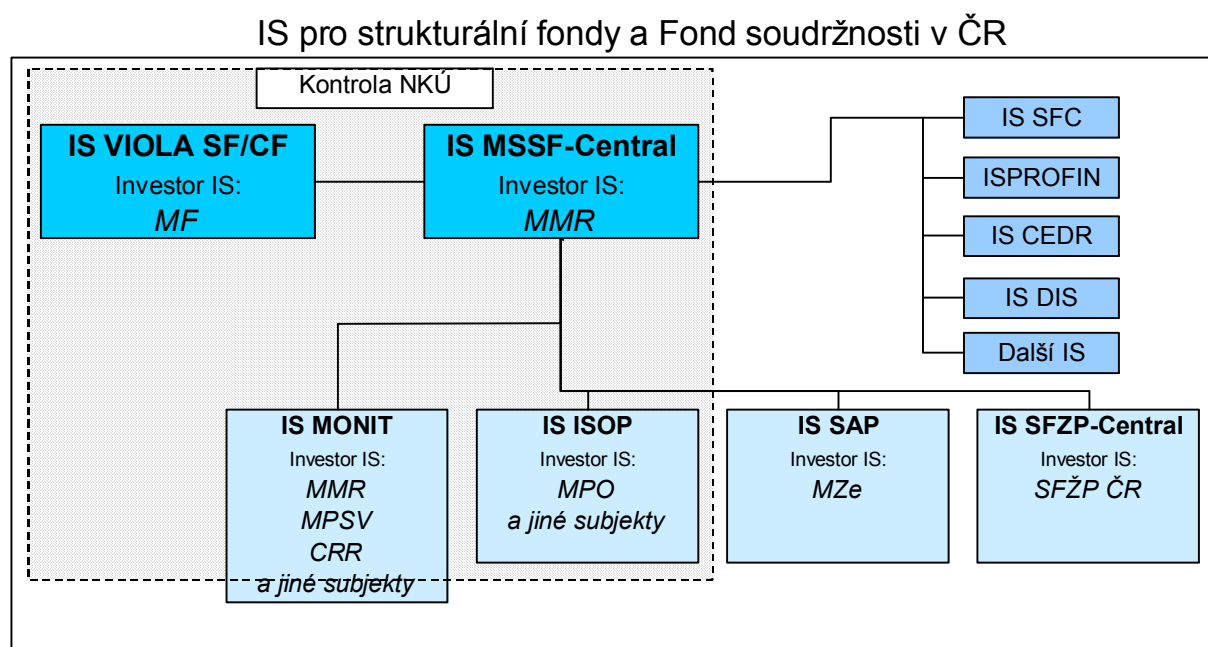 IS pro strukturální fondy a Fond soudržnosti v ČR
Kontrola NKÚ
IS VIOLA SF/CF
Investor IS:
MF
IS MSSF-Central
Investor IS:
MMR
IS SFC
ISPROFIN
IS CEDR
IS DIS
Další IS
IS MONIT
Investor IS:
MMR
MPSV
CRR
a jiné subjekty
IS ISOP
Investor IS:
MPO
a jiné subjekty
IS SAP
Investor IS:
MZe
IS SFZP-Central
Investor IS:
SFŽP ČR